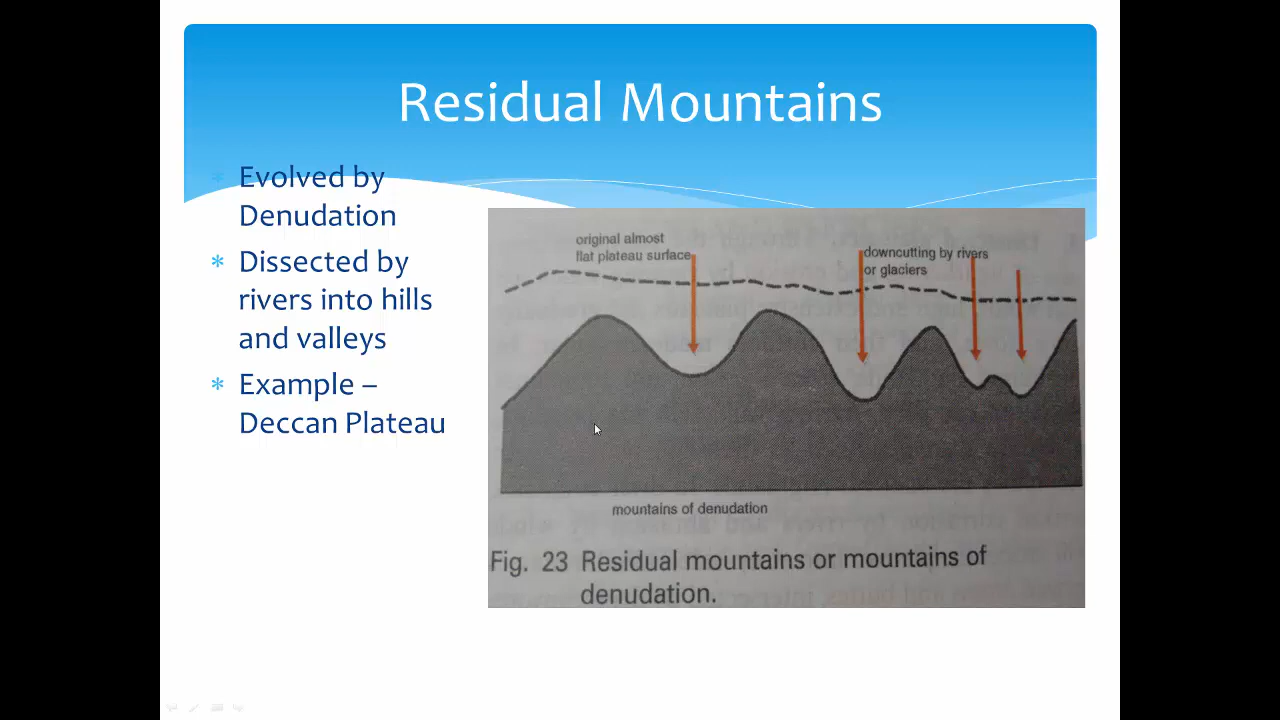 Residual Mountains
* Evolved by
Denudation
* Dissected by
rivers into hills
and valleys
* Example –
Deccan Plateau
original almost
flat plateau surface
downcutting by rivers
or glaciers
mountains of denudation
Fig. 23 Residual mountains or mountains of
denudation.